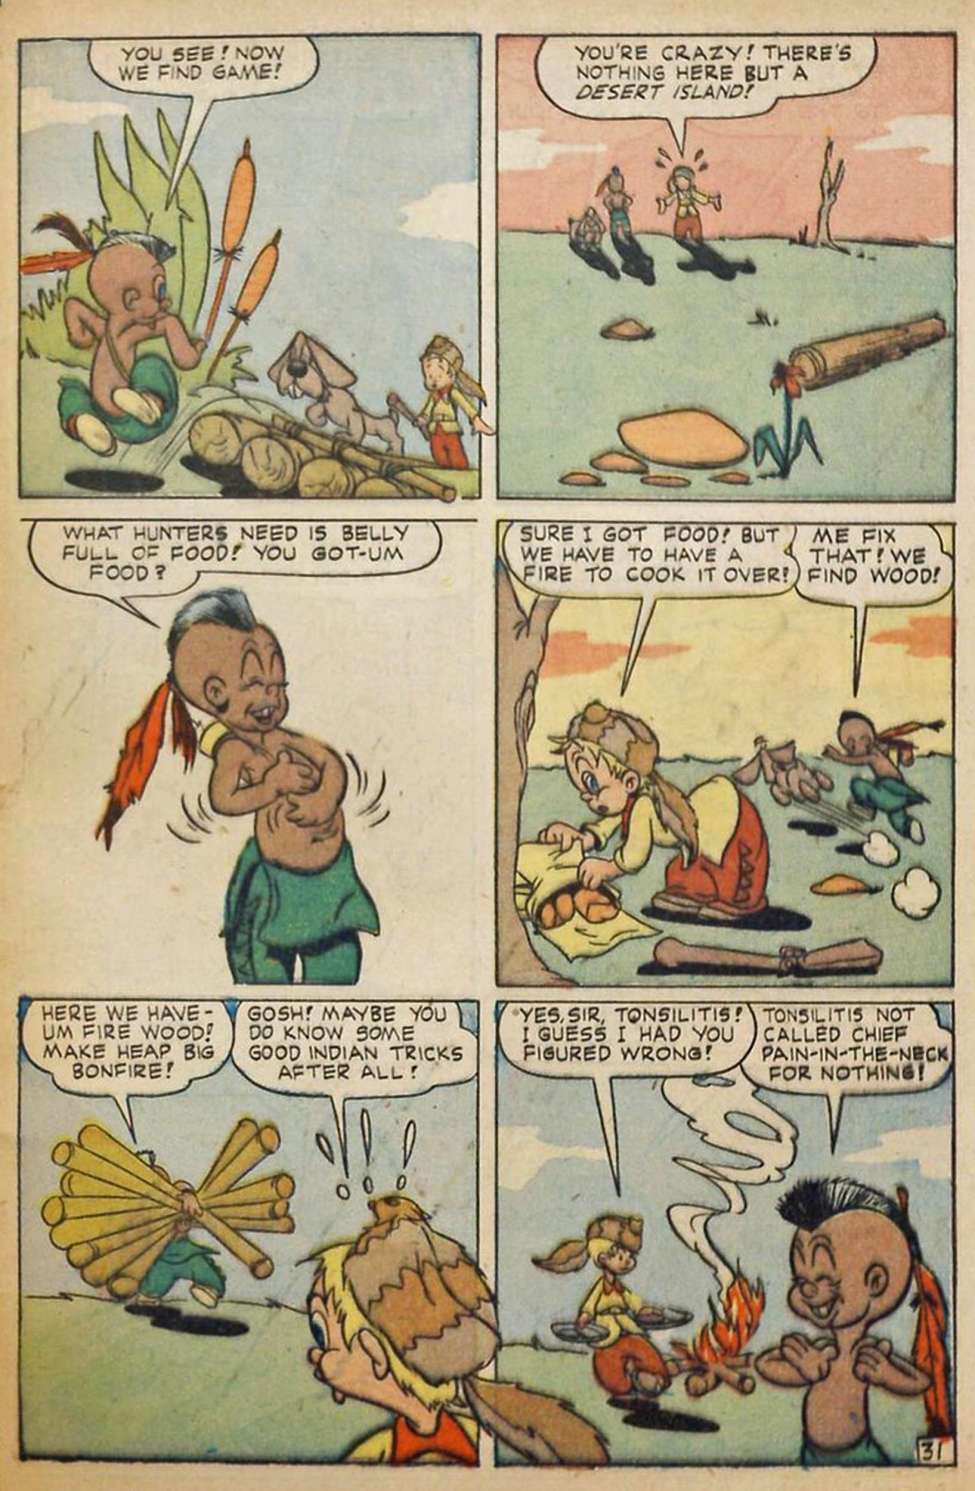 YOU SEE! NOW
WE FIND GAME!
YOU'RE CRAZY! THERE'S
NOTHING HERE BUT A
DESERT ISLAND!
WHAT HUNTERS NEED IS BELLY
FULL OF FOOD! YOU GOT-UM
FOOD?
SURE I GOT FOOD! BUT
WE HAVE TO HAVE A
FIRE TO COOK IT OVER!
ME FIX
THAT! WE
FIND WOOD!
HERE WE HAVE-
UM FIRE WOOD!
MAKE HEAP BIG
BONFIRE!
GOSH! MAYBE YOU
DO KNOW SOME
GOOD INDIAN TRICKS
AFTER ALL!
YES, SIR, TONSILITIS!
I GUESS I HAD YOU
FIGURED WRONG!
TONSILITIS NOT
CALLED CHIEF
PAIN-IN-THE-NECK
FOR NOTHING!
31